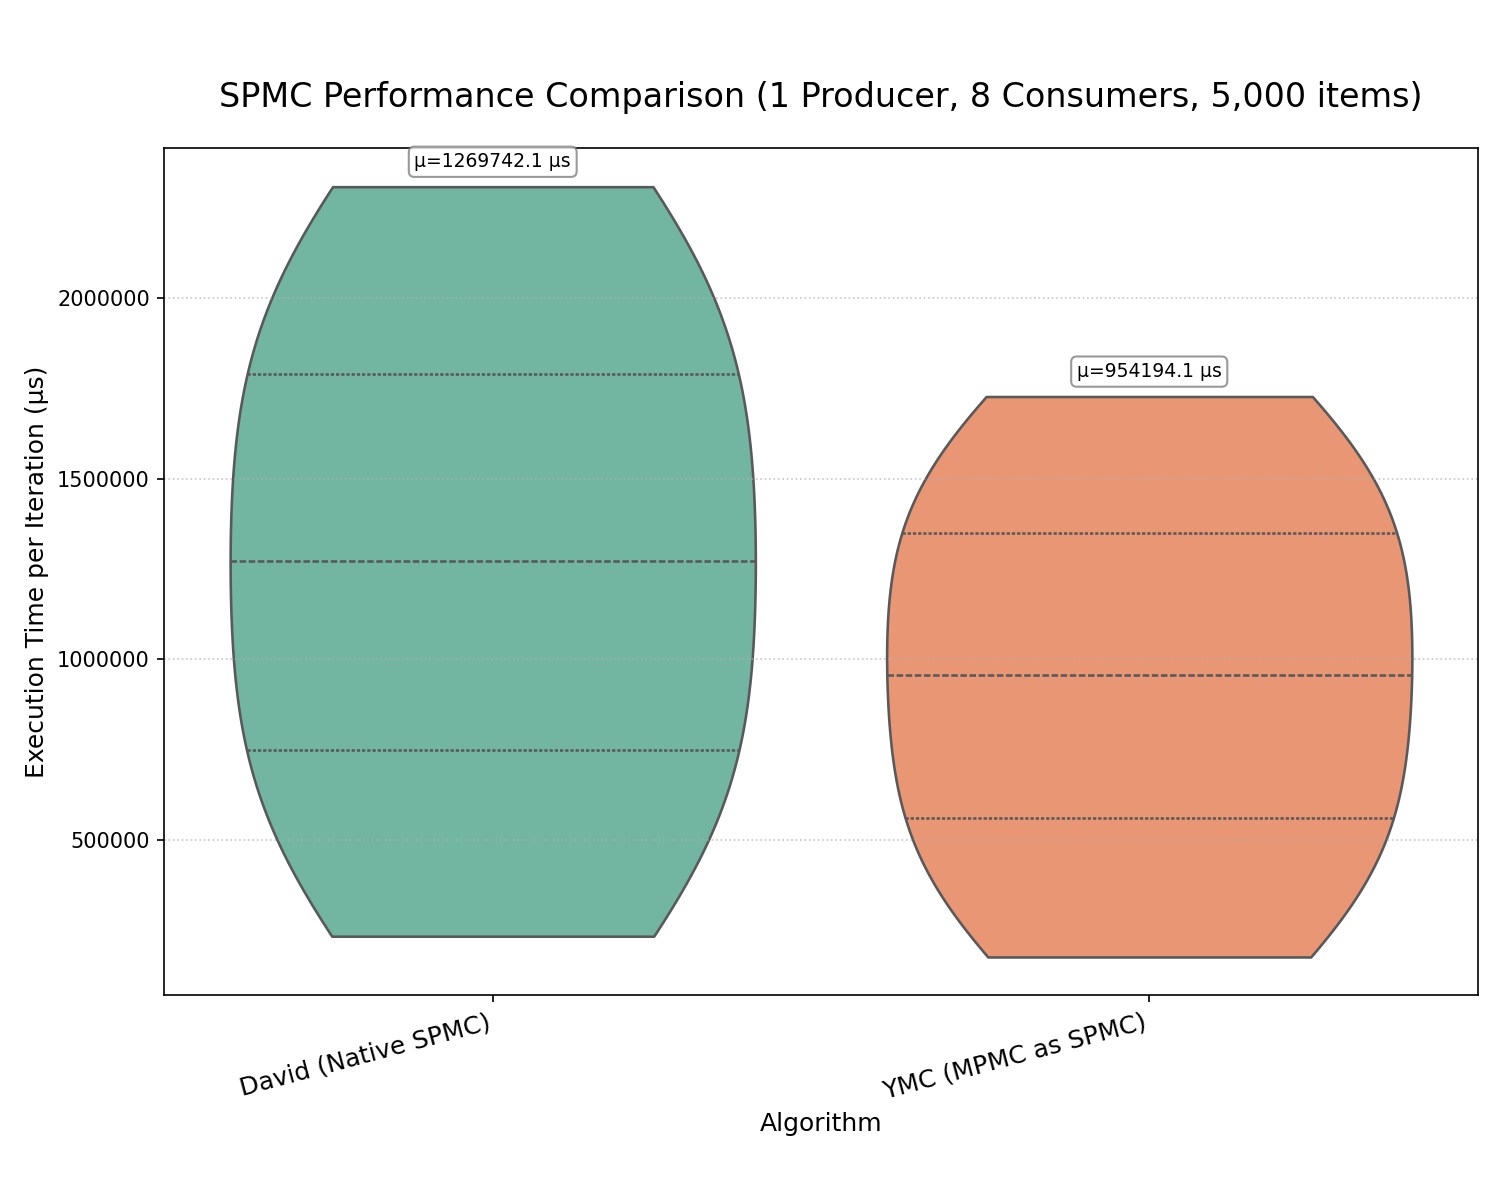 SPMC Performance Comparison (1 Producer, 8 Consumers, 5,000 items)
μ=1269742.1 μs
μ=954194.1 μs
Execution Time per Iteration (μs)
2000000
1500000
1000000
500000
David (Native SPMC)
YMC (MPMC as SPMC)
Algorithm